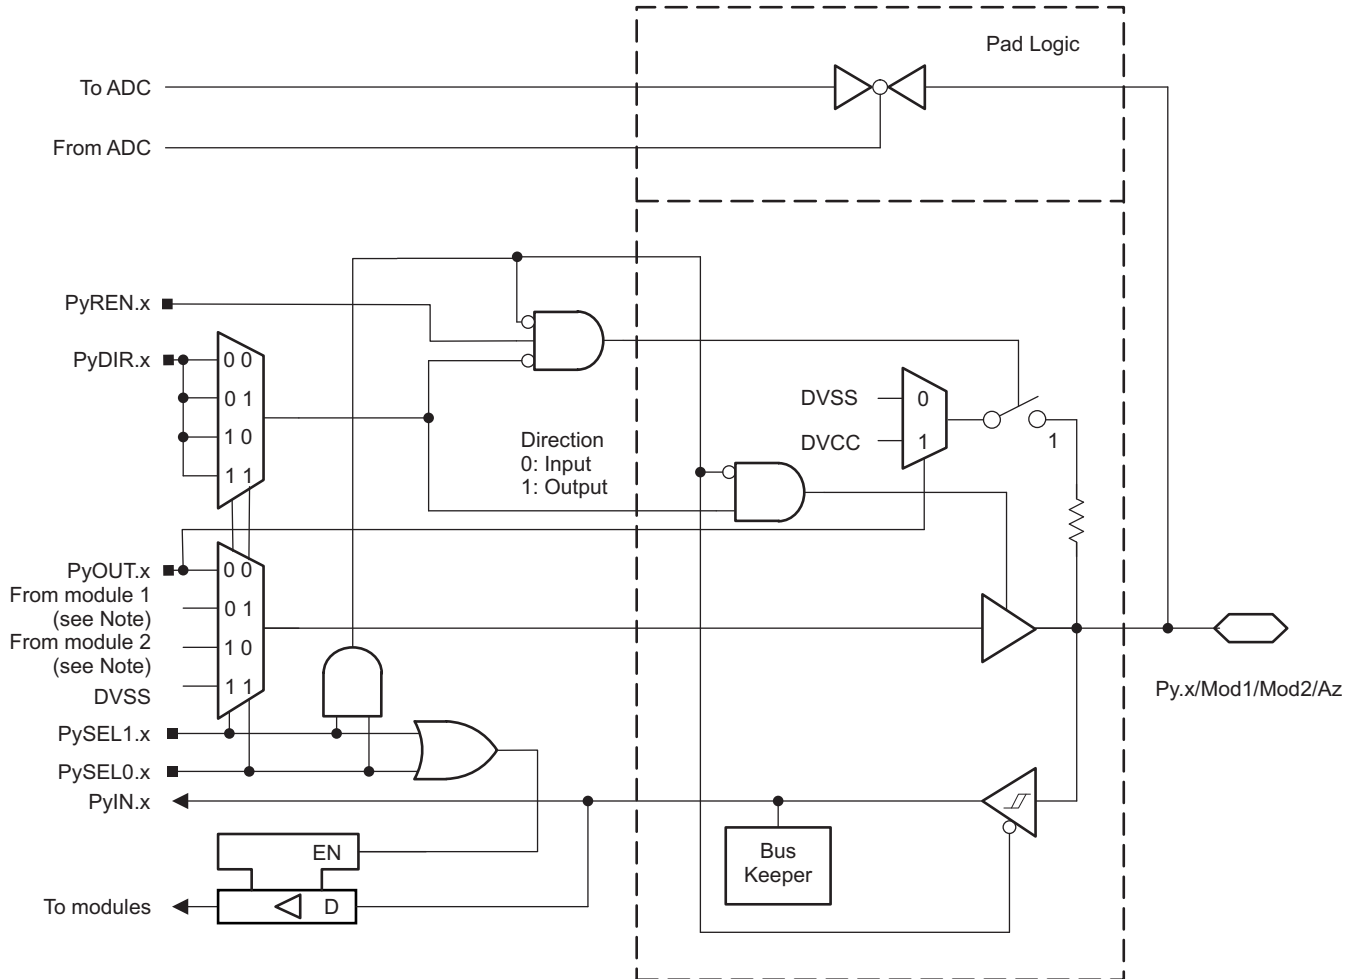 Pad Logic
To ADC
From ADC
PyREN.x
PyDIR.x
0 0
0 1
1 0
1 1
Direction
0: Input
1: Output
DVSS
0
DVCC
1
1
PyOUT.x
0 0
From module 1
(see Note)
0 1
From module 2
(see Note)
1 0
DVSS
1 1
Py.x/Mod1/Mod2/Az
PySEL1.x
PySEL0.x
PyIN.x
Bus
Keeper
EN
To modules
D